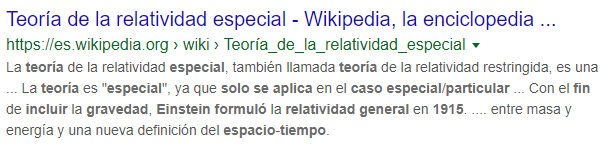 Teoría de la relatividad especial - Wikipedia, la enciclopedia ...
https://es.wikipedia.org › wiki › Teoría_de_la_relatividad_especial ▾
La teoría de la relatividad especial, también llamada teoría de la relatividad restringida, es una
... La teoría es "especial", ya que solo se aplica en el caso especial/particular ... Con el fin
de incluir la gravedad, Einstein formuló la relatividad general en 1915. .... entre masa y
energía y una nueva definición del espacio-tiempo.